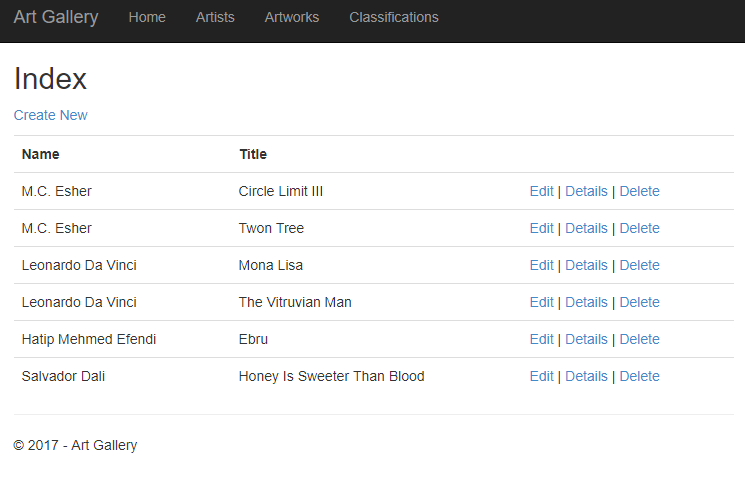 Art Gallery Home Artists Artworks Classifications
Index
Create New
Name Title
M.C. Esher Circle Limit III Edit | Details | Delete
M.C. Esher Twon Tree Edit | Details | Delete
Leonardo Da Vinci Mona Lisa Edit | Details | Delete
Leonardo Da Vinci The Vitruvian Man Edit | Details | Delete
Hatip Mehmed Efendi Ebru Edit | Details | Delete
Salvador Dali Honey Is Sweeter Than Blood Edit | Details | Delete
© 2017 - Art Gallery